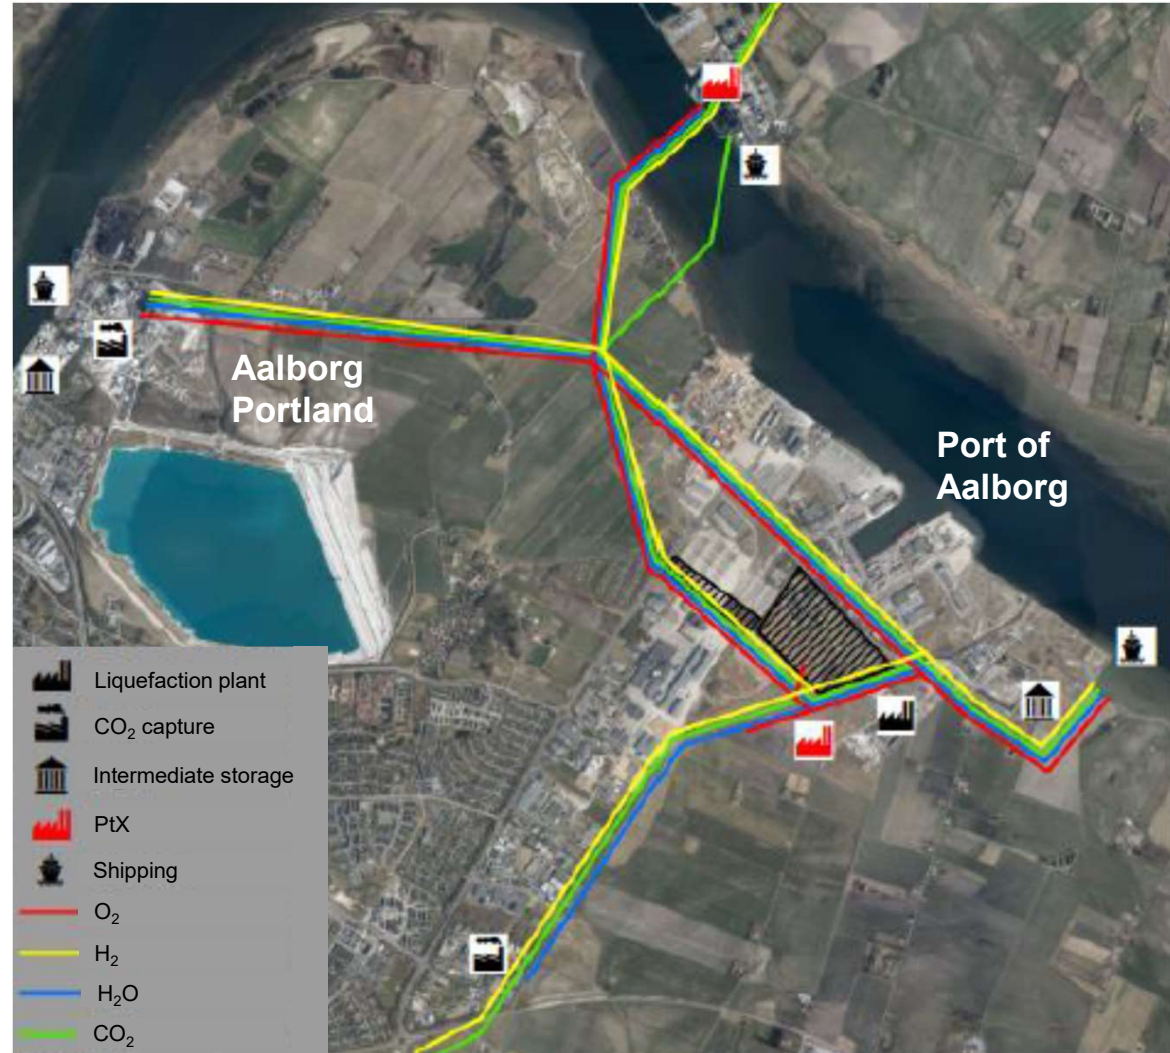 Aalborg
Portland
Port of
Aalborg
Liquefaction plant
CO₂ capture
Intermediate storage
PtX
Shipping
O₂
H₂
H₂O
CO₂